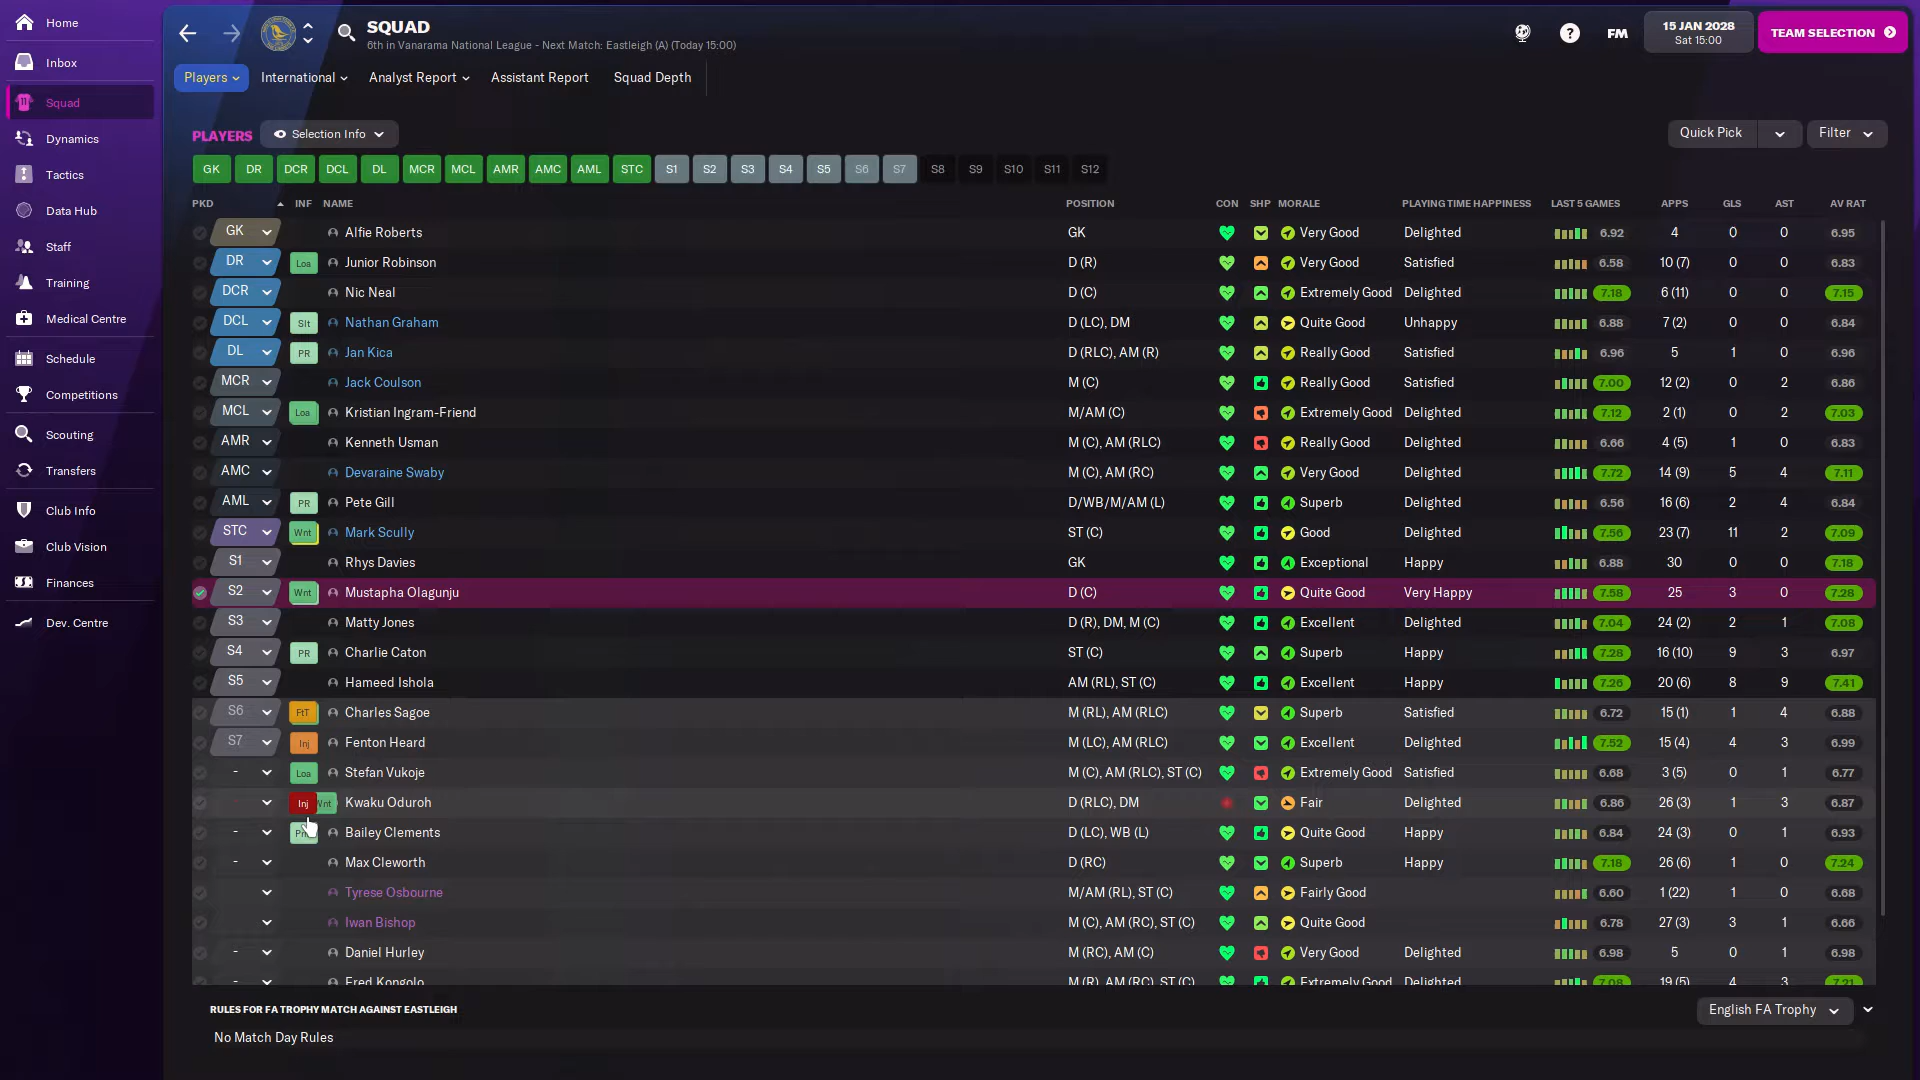 Home
Inbox
Squad
Dynamics
Tactics
Data Hub
Staff
Training
Medical Centre
Schedule
Competitions
Scouting
Transfers
Club Info
Club Vision
Finances
Dev. Centre
SQUAD
6th in Vanarama National League - Next Match: Eastleigh (A) (Today 15:00)
? FM
15 JAN 2028
Sat 15:00
TEAM SELECTION
Players International Analyst Report Assistant Report Squad Depth
PLAYERS Selection Info Quick Pick Filter
GK DR DCR DCL DL MCR MCL AMR AMC AML STC S1 S2 S3 S4 S5 S6 S7 S8 S9 S10 S11 S12
PKD INF NAME POSITION CON SHP MORALE PLAYING TIME HAPPINESS LAST 5 GAMES APPS GLS AST AV RAT
GK Alfie Roberts GK Very Good Delighted 6.92 4 0 0 6.95
DR Loa Junior Robinson D (R) Very Good Satisfied 6.58 10 (7) 0 0 6.83
DCR Nic Neal D (C) Extremely Good Delighted 7.18 6 (11) 0 0 7.15
DCL Slt Nathan Graham D (LC), DM Quite Good Unhappy 6.88 7 (2) 0 0 6.84
DL PR Jan Kica D (RLC), AM (R) Really Good Satisfied 6.96 5 1 0 6.96
MCR Jack Coulson M (C) Really Good Satisfied 7.00 12 (2) 0 2 6.86
MCL Loa Kristian Ingram-Friend M/AM (C) Extremely Good Delighted 7.12 2 (1) 0 2 7.03
AMR Kenneth Usman M (C), AM (RLC) Really Good Delighted 6.66 4 (5) 1 0 6.83
AMC Devaraine Swaby M (C), AM (RC) Very Good Delighted 7.72 14 (9) 5 4 7.11
AML PR Pete Gill D/WB/M/AM (L) Superb Delighted 6.56 16 (6) 2 4 6.84
STC Wnt Mark Scully ST (C) Good Delighted 7.56 23 (7) 11 2 7.09
S1 Rhys Davies GK Exceptional Happy 6.88 30 0 0 7.18
S2 Wnt Mustapha Olagunju D (C) Quite Good Very Happy 7.58 25 3 0 7.28
S3 Matty Jones D (R), DM, M (C) Excellent Delighted 7.04 24 (2) 2 1 7.08
S4 PR Charlie Caton ST (C) Superb Happy 7.28 16 (10) 9 3 6.97
S5 Hameed Ishola AM (RL), ST (C) Excellent Happy 7.26 20 (6) 8 9 7.41
S6 FtT Charles Sagoe M (RL), AM (RLC) Superb Satisfied 6.72 15 (1) 1 4 6.88
S7 Inj Fenton Heard M (LC), AM (RLC) Excellent Delighted 7.52 15 (4) 4 3 6.99
- Loa Stefan Vukoje M (C), AM (RLC), ST (C) Extremely Good Satisfied 6.68 3 (5) 0 1 6.77
- Inj Wnt Kwaku Oduroh D (RLC), DM Fair Delighted 6.86 26 (3) 1 3 6.87
- Bailey Clements D (LC), WB (L) Quite Good Happy 6.84 24 (3) 0 1 6.93
- Max Cleworth D (RC) Superb Happy 7.18 26 (6) 1 0 7.24
Tyrese Osbourne M/AM (RL), ST (C) Fairly Good 6.60 1 (22) 1 0 6.68
Iwan Bishop M (C), AM (RC), ST (C) Quite Good 6.78 27 (3) 3 1 6.66
- Daniel Hurley M (RC), AM (C) Very Good Delighted 6.98 5 0 1 6.98
- Fred Kongolo M (R), AM (RC), ST (C) Extremely Good Delighted 7.08 19 (5) 4 3 7.21
RULES FOR FA TROPHY MATCH AGAINST EASTLEIGH English FA Trophy
No Match Day Rules